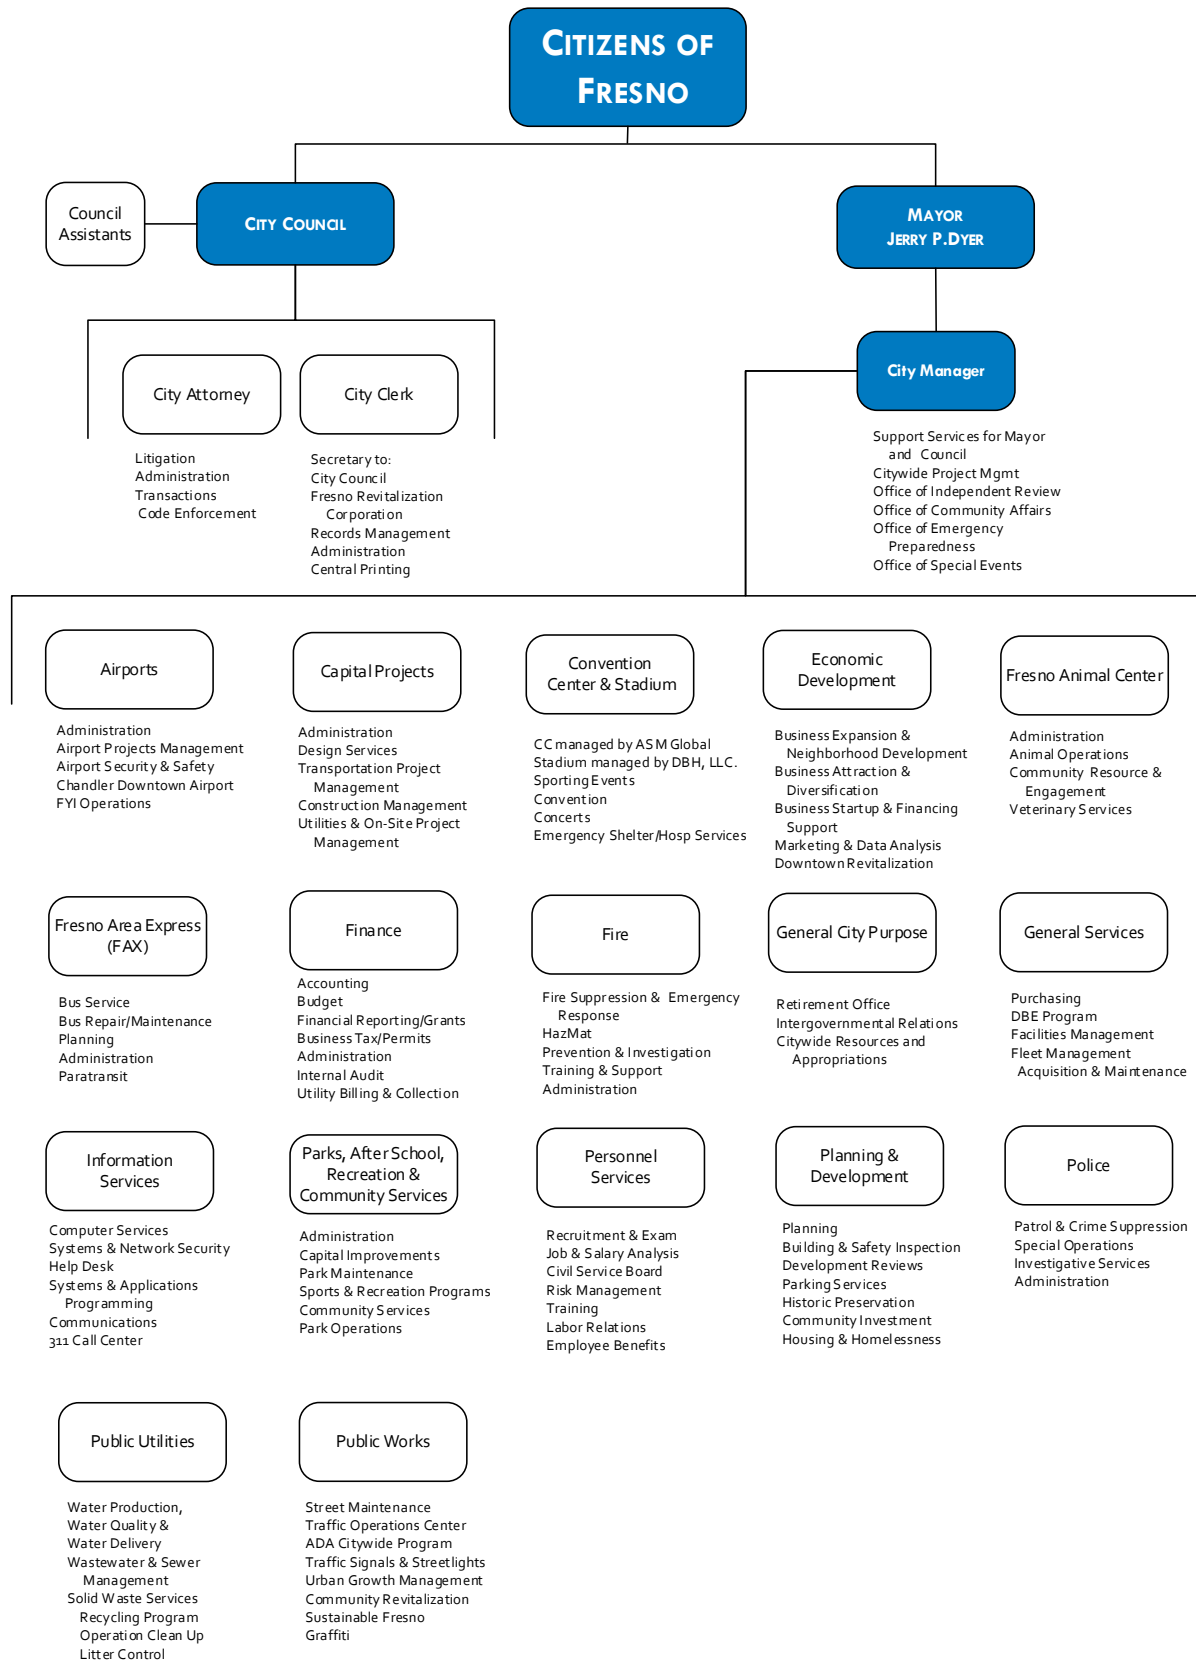 CITIZENS OF
FRESNO
Council
Assistants
CITY COUNCIL
MAYOR
JERRY P.DYER
City Manager
City Attorney
City Clerk
Litigation
Administration
Transactions
Code Enforcement
Secretary to:
City Council
Fresno Revitalization
Corporation
Records Management
Administration
Central Printing
Support Services for Mayor
and Council
Citywide Project Mgmt
Office of Independent Review
Office of Community Affairs
Office of Emergency
Preparedness
Office of Special Events
Airports
Administration
Airport Projects Management
Airport Security & Safety
Chandler Downtown Airport
FYI Operations
Capital Projects
Administration
Design Services
Transportation Project
Management
Construction Management
Utilities & On-Site Project
Management
Convention
Center & Stadium
CC managed by ASM Global
Stadium managed by DBH, LLC.
Sporting Events
Convention
Concerts
Emergency Shelter/Hosp Services
Economic
Development
Business Expansion &
Neighborhood Development
Business Attraction &
Diversification
Business Startup & Financing
Support
Marketing & Data Analysis
Downtown Revitalization
Fresno Animal Center
Administration
Animal Operations
Community Resource &
Engagement
Veterinary Services
Fresno Area Express
(FAX)
Bus Service
Bus Repair/Maintenance
Planning
Administration
Paratransit
Finance
Accounting
Budget
Financial Reporting/Grants
Business Tax/Permits
Administration
Internal Audit
Utility Billing & Collection
Fire
Fire Suppression & Emergency
Response
HazMat
Prevention & Investigation
Training & Support
Administration
General City Purpose
Retirement Office
Intergovernmental Relations
Citywide Resources and
Appropriations
General Services
Purchasing
DBE Program
Facilities Management
Fleet Management
Acquisition & Maintenance
Information
Services
Computer Services
Systems & Network Security
Help Desk
Systems & Applications
Programming
Communications
311 Call Center
Parks, After School,
Recreation &
Community Services
Administration
Capital Improvements
Park Maintenance
Sports & Recreation Programs
Community Services
Park Operations
Personnel
Services
Recruitment & Exam
Job & Salary Analysis
Civil Service Board
Risk Management
Training
Labor Relations
Employee Benefits
Planning &
Development
Planning
Building & Safety Inspection
Development Reviews
Parking Services
Historic Preservation
Community Investment
Housing & Homelessness
Police
Patrol & Crime Suppression
Special Operations
Investigative Services
Administration
Public Utilities
Water Production,
Water Quality &
Water Delivery
Wastewater & Sewer
Management
Solid Waste Services
Recycling Program
Operation Clean Up
Litter Control
Public Works
Street Maintenance
Traffic Operations Center
ADA Citywide Program
Traffic Signals & Streetlights
Urban Growth Management
Community Revitalization
Sustainable Fresno
Graffiti